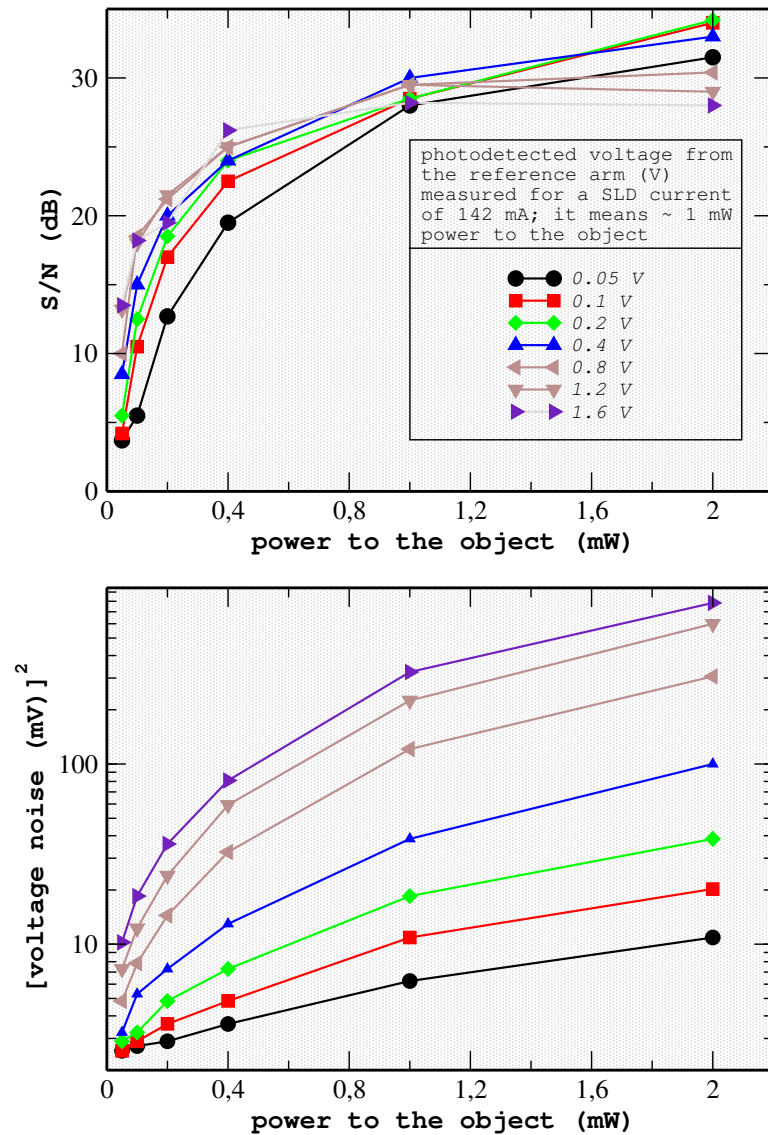 30
20
10
0
S/N (dB)
photodetected voltage from
the reference arm (V)
measured for a SLD current
of 142 mA; it means ~ 1 mW
power to the object
0.05 V
0.1 V
0.2 V
0.4 V
0.8 V
1.2 V
1.6 V
0 0,4 0,8 1,2 1,6 2
power to the object (mW)
100
10
[voltage noise (mV)]²
0 0,4 0,8 1,2 1,6 2
power to the object (mW)